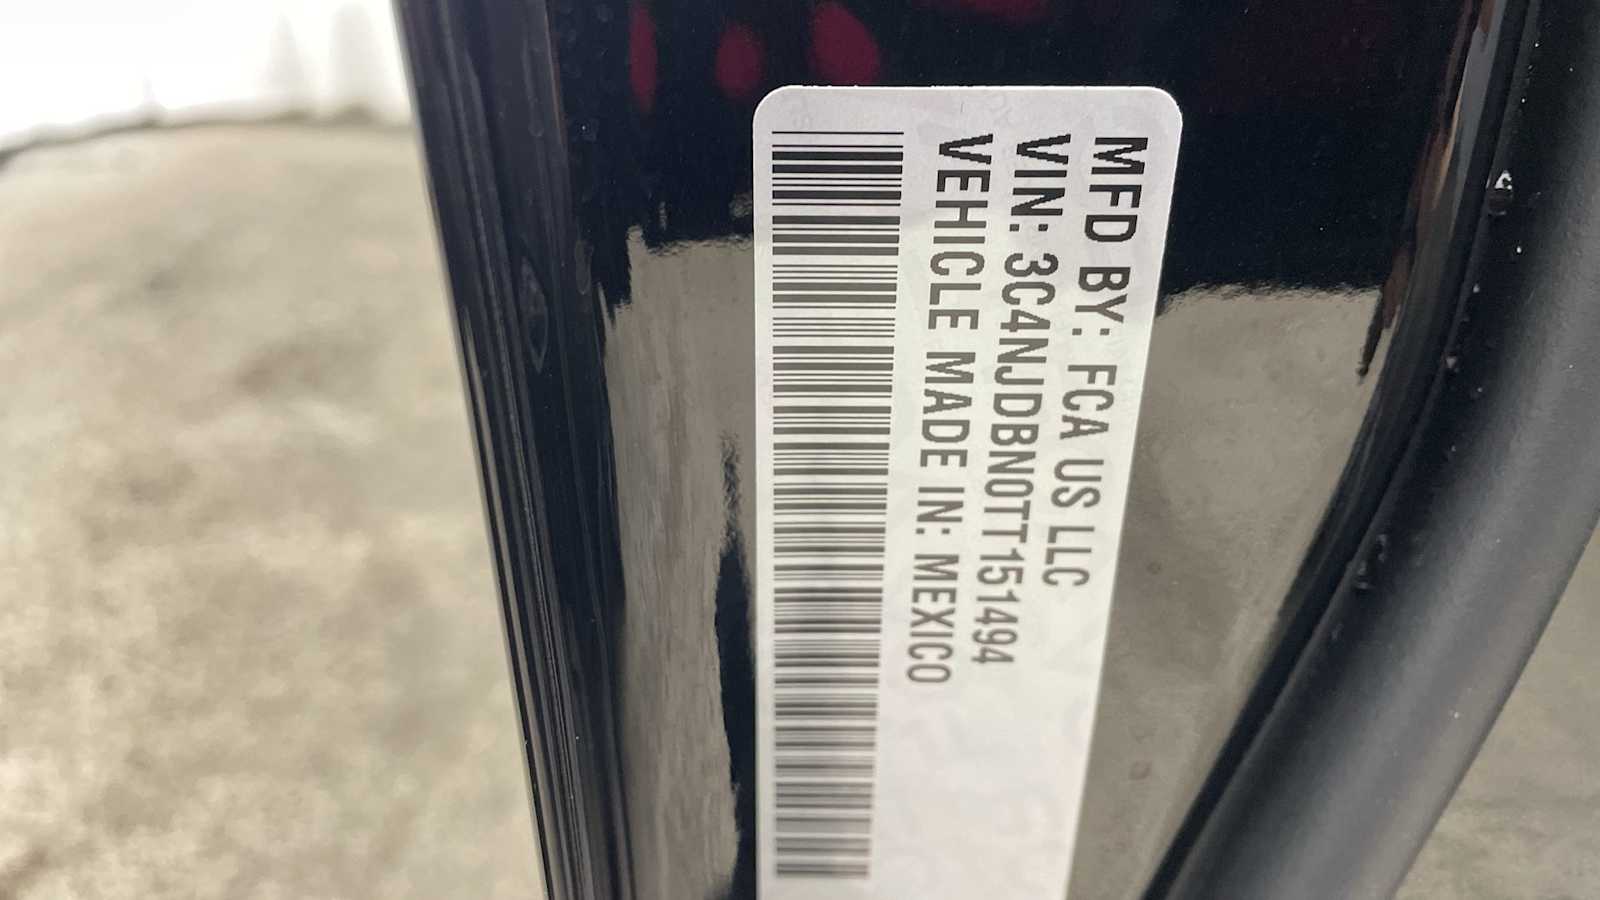 MFD BY: FCA US LLC
VIN: 3C4NJDBN0TT151494
VEHICLE MADE IN: MEXICO